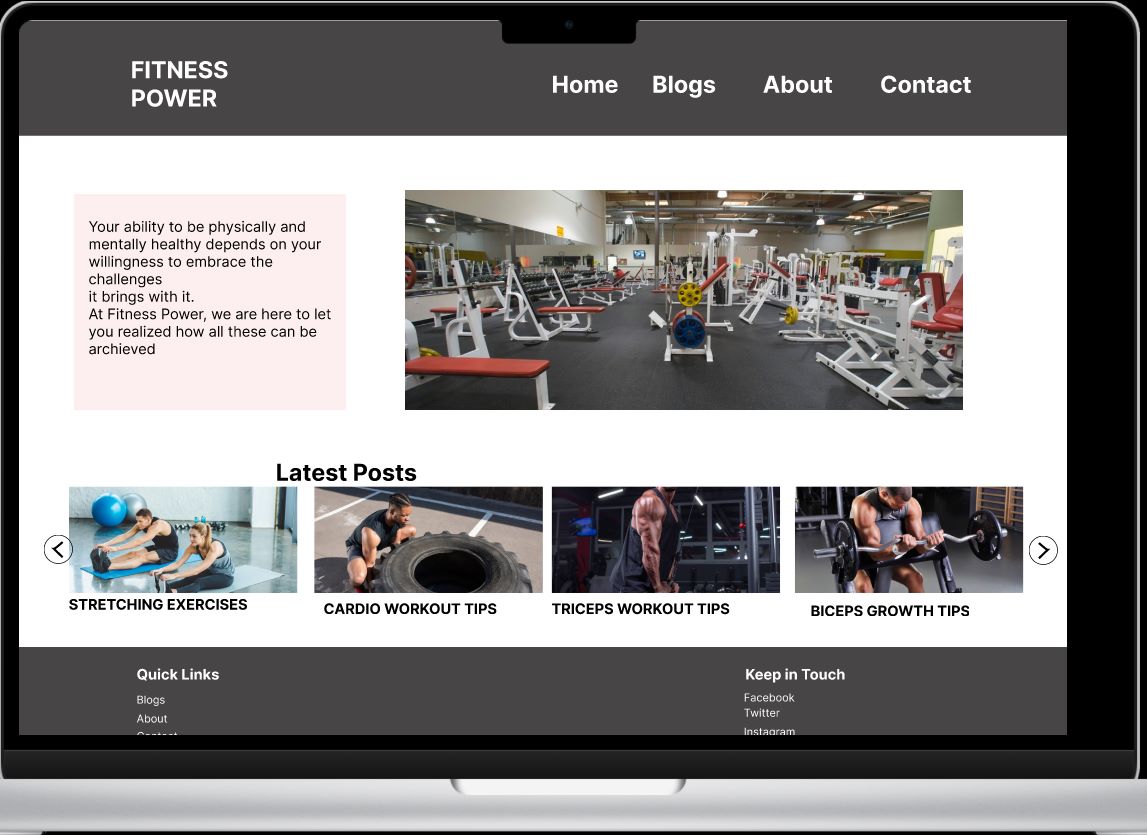 FITNESS
POWER
Home Blogs About Contact
Your ability to be physically and
mentally healthy depends on your
willingness to embrace the
challenges
it brings with it.
At Fitness Power, we are here to let
you realized how all these can be
archieved
Latest Posts
STRETCHING EXERCISES
CARDIO WORKOUT TIPS
TRICEPS WORKOUT TIPS
BICEPS GROWTH TIPS
Quick Links
Blogs
About
Contact
Keep in Touch
Facebook
Twitter
Instagram